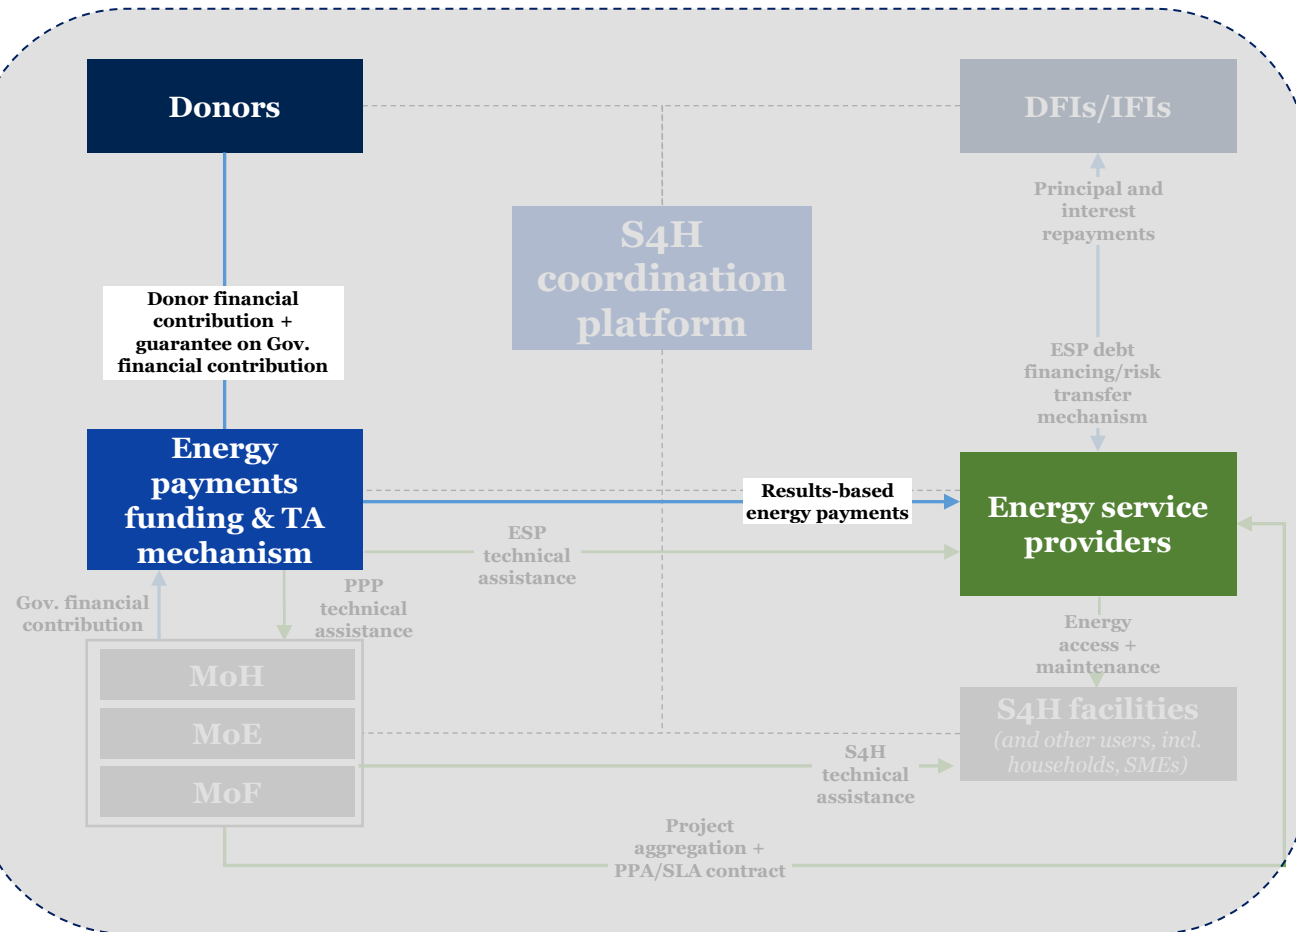 Donors
DFIs/IFIs
Principal and
interest
repayments
S4H
coordination
platform
Donor financial
contribution +
guarantee on Gov.
financial contribution
ESP debt
financing/risk
transfer
mechanism
Energy
payments
funding & TA
mechanism
Results-based
energy payments
Energy service
providers
ESP
technical
assistance
Gov. financial
contribution
PPP
technical
assistance
Energy
access +
maintenance
MoH
MoE
MoF
S4H facilities
(and other users, incl.
households, SMEs)
S4H
technical
assistance
Project
aggregation +
PPA/SLA contract